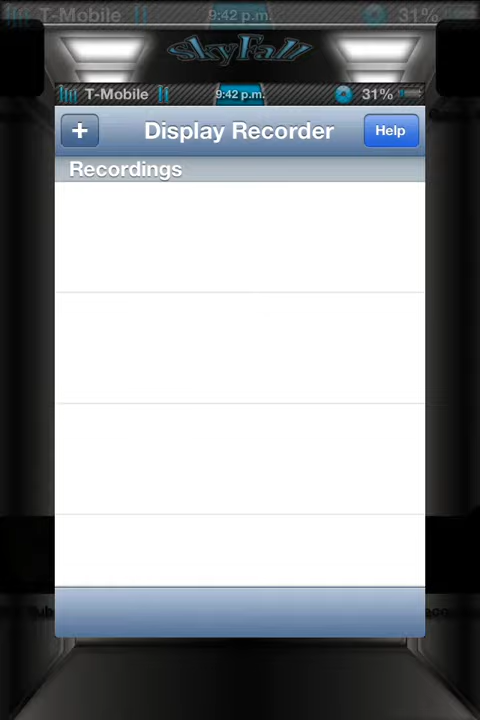 T-Mobile 9:42 p.m. 31%
skyFall
T-Mobile 9:42 p.m. 31%
+ Display Recorder Help
Recordings